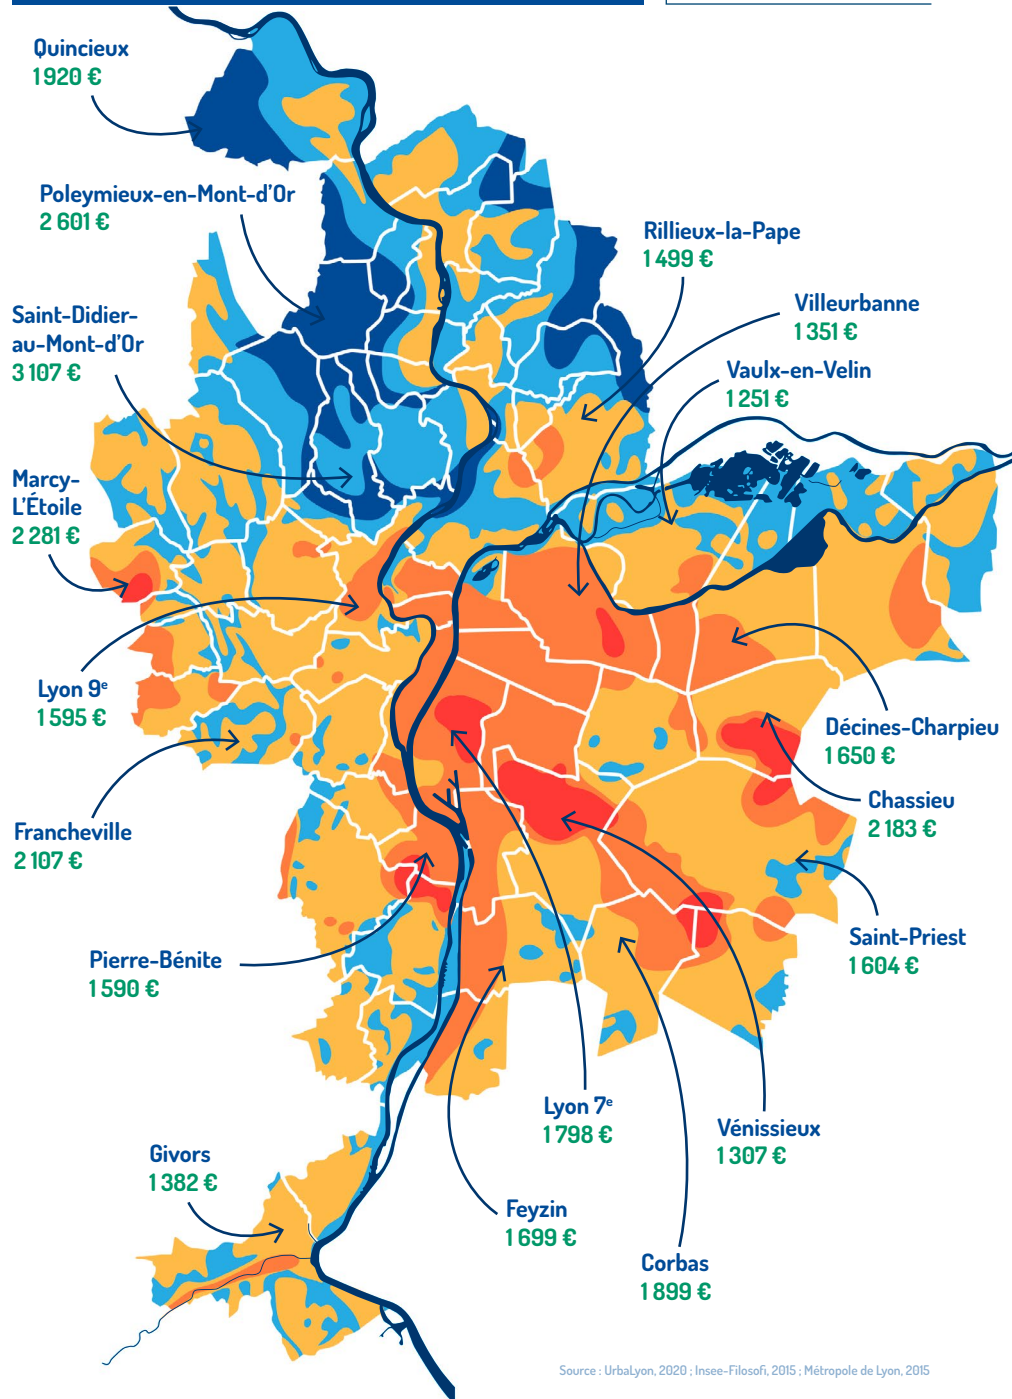 Quincieux
1 920 €
Poleymieux-en-Mont-d'Or
2 601 €
Rillieux-la-Pape
1 499 €
Villeurbanne
1 351 €
Saint-Didier-
au-Mont-d'Or
3 107 €
Vaulx-en-Velin
1 251 €
Marcy-
L'Étoile
2 281 €
Lyon 9e
1 595 €
Décines-Charpieu
1 650 €
Chassieu
2 183 €
Francheville
2 107 €
Saint-Priest
1 604 €
Pierre-Bénite
1 590 €
Lyon 7e
1 798 €
Vénissieux
1 307 €
Givors
1 382 €
Feyzin
1 699 €
Corbas
1 899 €
Source : UrbaLyon, 2020 ; Insee-Filosofi, 2015 ; Métropole de Lyon, 2015